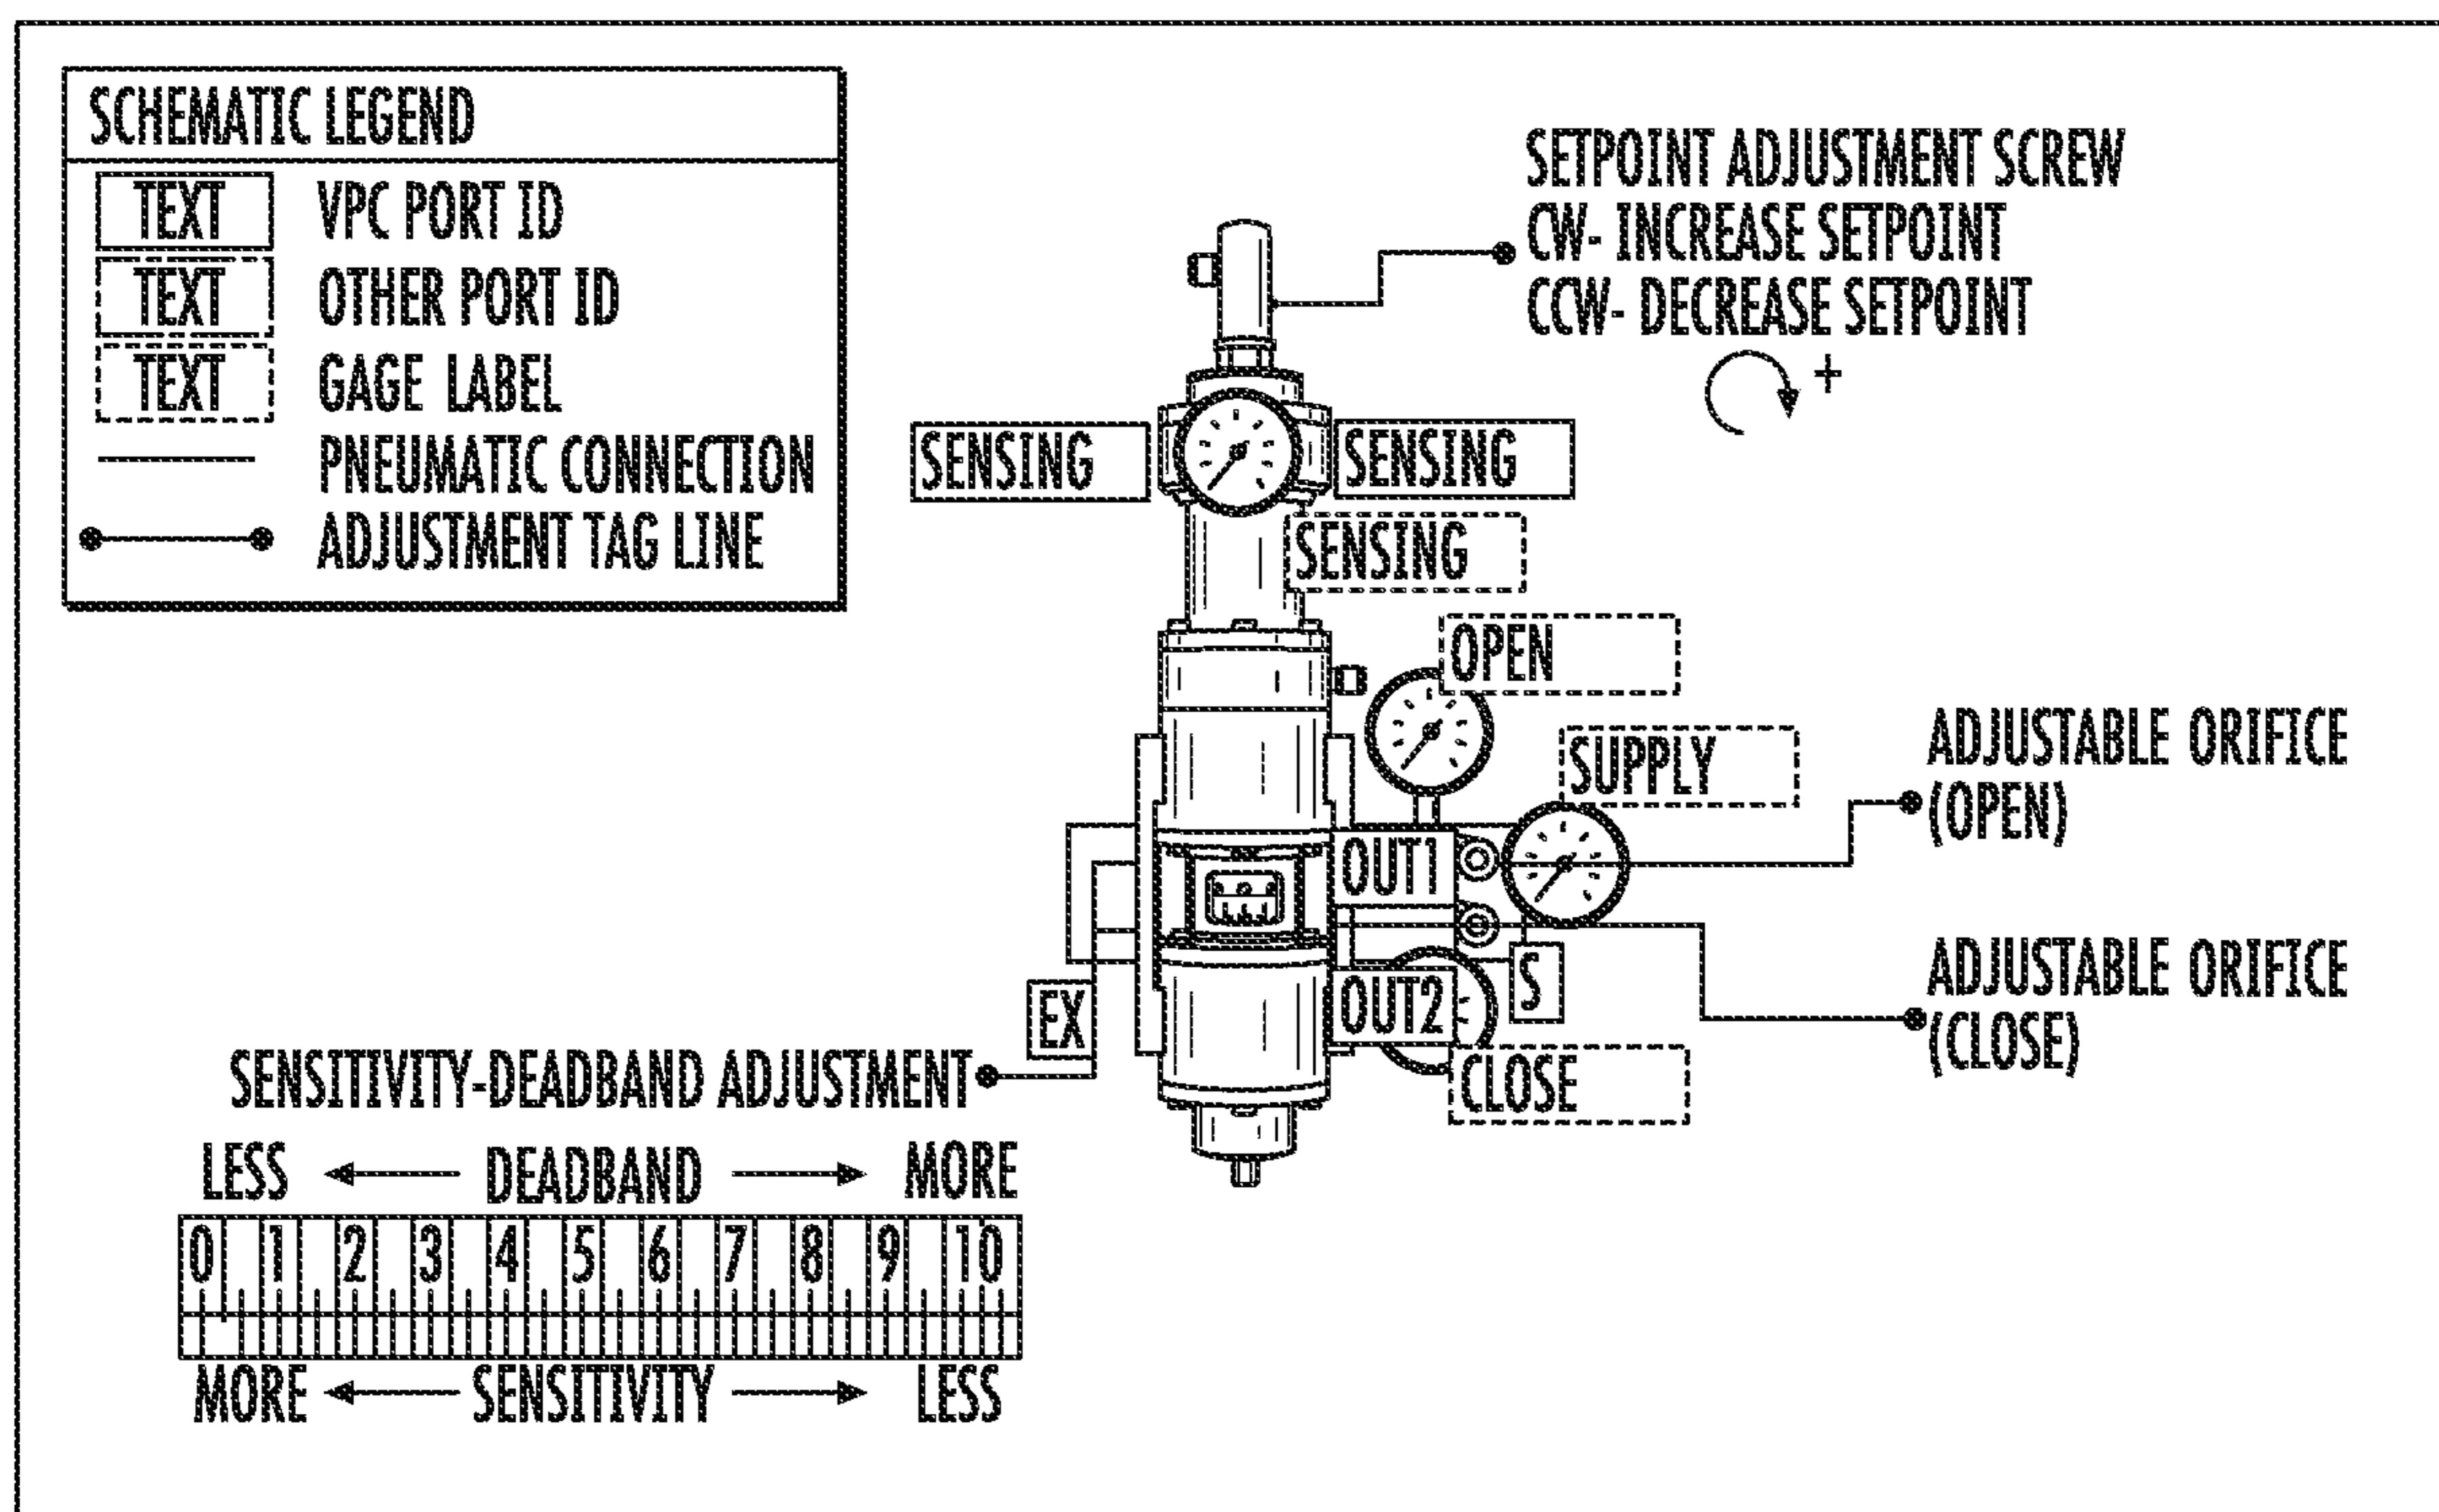 SCHEMATIC LEGEND
TEXT VPC PORT ID
TEXT OTHER PORT ID
TEXT GAGE LABEL
PNEUMATIC CONNECTION
ADJUSTMENT TAG LINE
SETPOINT ADJUSTMENT SCREW
CW- INCREASE SETPOINT
CCW- DECREASE SETPOINT
+
SENSING
SENSING
SENSING
OPEN
SUPPLY
ADJUSTABLE ORIFICE
(OPEN)
OUT1
ADJUSTABLE ORIFICE
(CLOSE)
S
OUT2
EX
CLOSE
SENSITIVITY-DEADBAND ADJUSTMENT
LESS DEADBAND MORE
0 1 2 3 4 5 6 7 8 9 10
MORE SENSITIVITY LESS